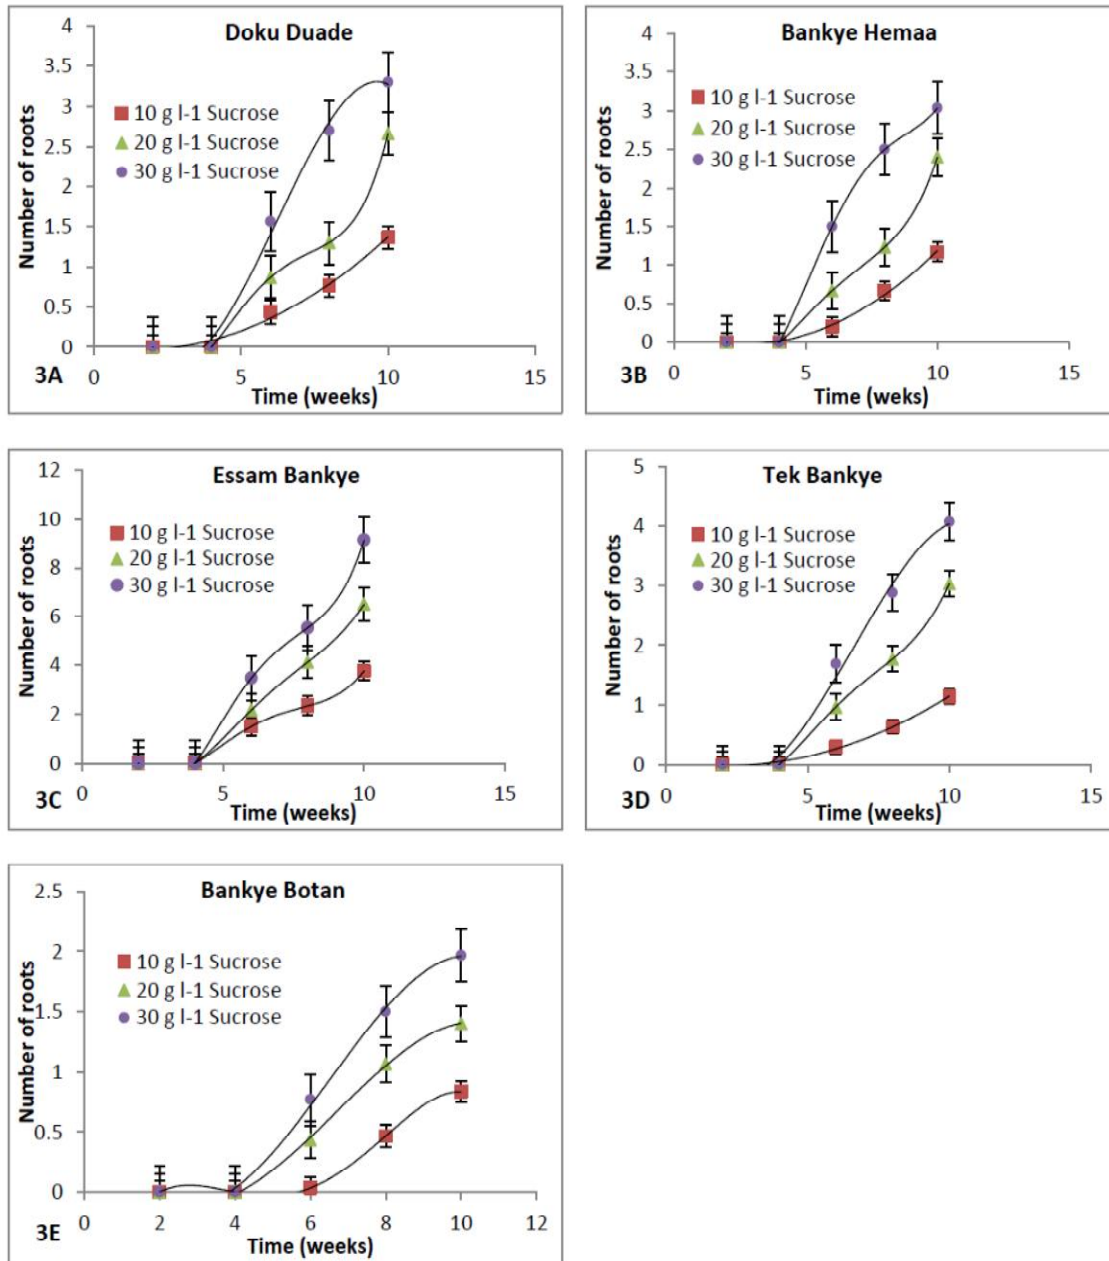 Doku Duade
Number of roots
4
3.5
3
2.5
2
1.5
1
0.5
0
10 g l-1 Sucrose
20 g l-1 Sucrose
30 g l-1 Sucrose
0 5 10 15
3A
Time (weeks)
Bankye Hemaa
Number of roots
4
3.5
3
2.5
2
1.5
1
0.5
0
10 g l-1 Sucrose
20 g l-1 Sucrose
30 g l-1 Sucrose
0 5 10 15
3B
Time (weeks)
Essam Bankye
Number of roots
12
10
8
6
4
2
0
10 g l-1 Sucrose
20 g l-1 Sucrose
30 g l-1 Sucrose
0 5 10 15
3C
Time (weeks)
Tek Bankye
Number of roots
5
4
3
2
1
0
10 g l-1 Sucrose
20 g l-1 Sucrose
30 g l-1 Sucrose
0 5 10 15
3D
Time (weeks)
Bankye Botan
Number of roots
2.5
2
1.5
1
0.5
0
10 g l-1 Sucrose
20 g l-1 Sucrose
30 g l-1 Sucrose
0 2 4 6 8 10 12
3E
Time (weeks)